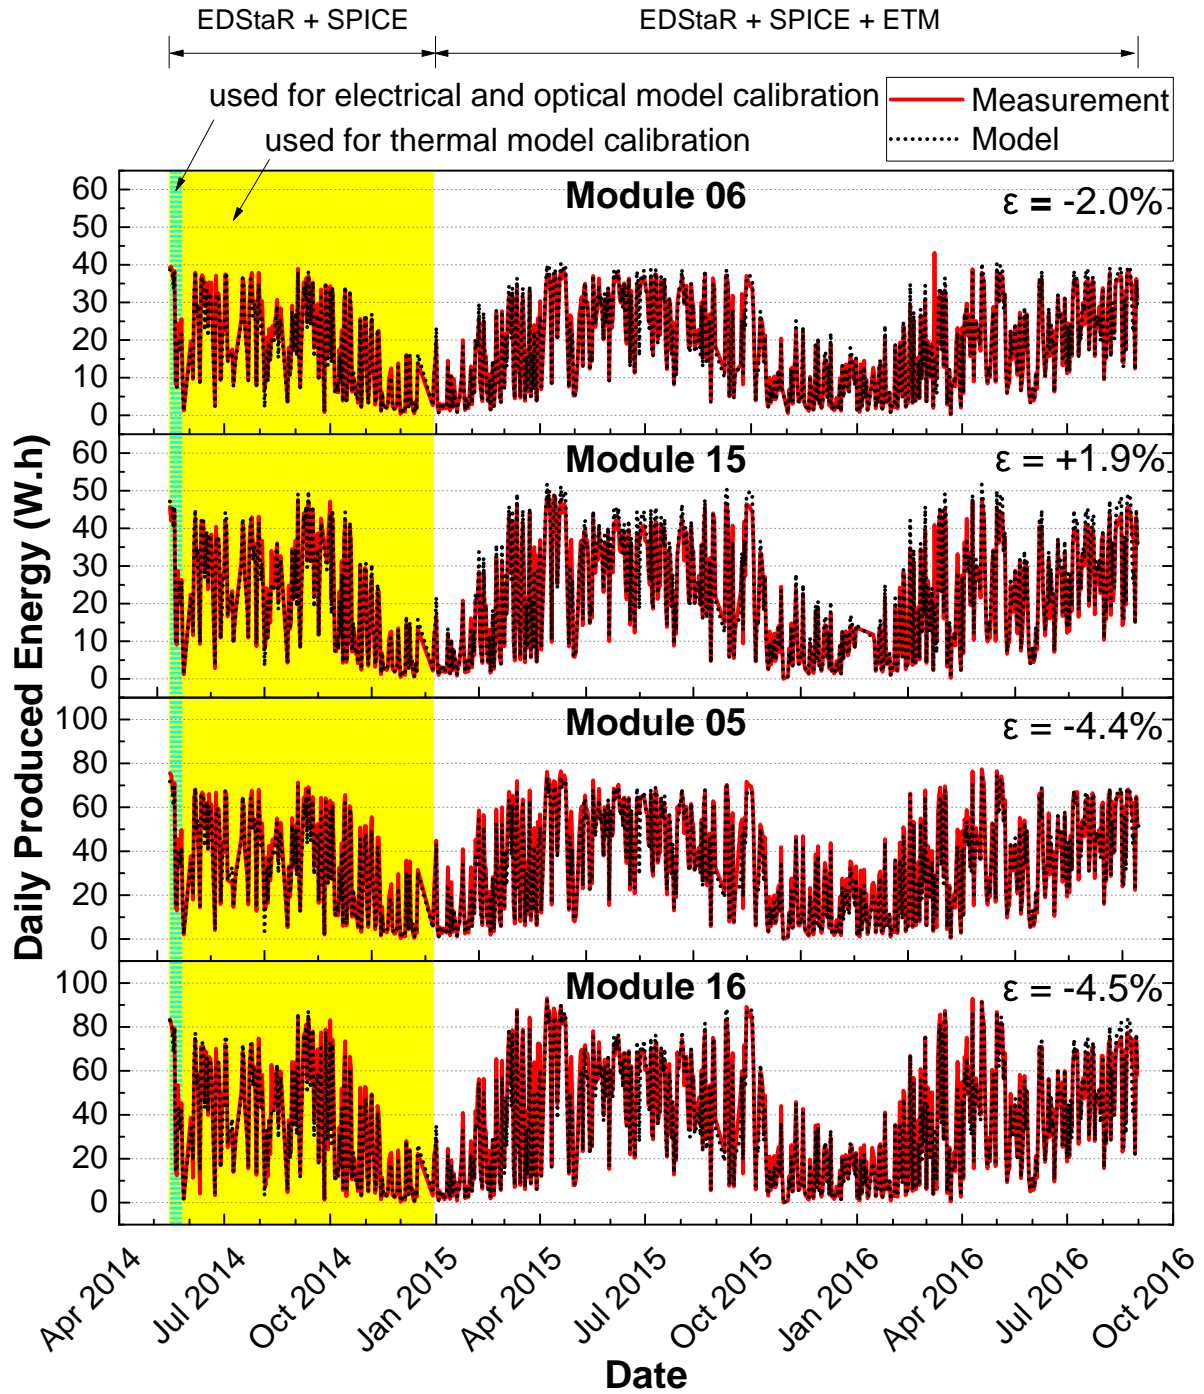 EDStaR + SPICE
EDStaR + SPICE + ETM
used for electrical and optical model calibration
used for thermal model calibration
Measurement
Model
Daily Produced Energy (W.h)
Module 06
ε = -2.0%
60
50
40
30
20
10
0
Module 15
ε = +1.9%
60
50
40
30
20
10
0
Module 05
ε = -4.4%
100
80
60
40
20
0
Module 16
ε = -4.5%
100
80
60
40
20
0
Apr 2014
Jul 2014
Oct 2014
Jan 2015
Apr 2015
Jul 2015
Oct 2015
Jan 2016
Apr 2016
Jul 2016
Oct 2016
Date